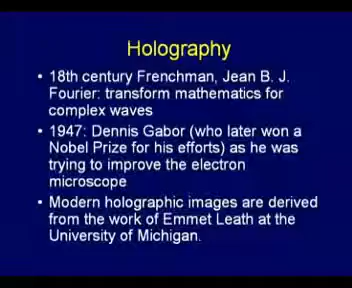 Holography
• 18th century Frenchman, Jean B. J.
Fourier: transform mathematics for
complex waves
• 1947: Dennis Gabor (who later won a
Nobel Prize for his efforts) as he was
trying to improve the electron
microscope
• Modern holographic images are derived
from the work of Emmet Leath at the
University of Michigan.